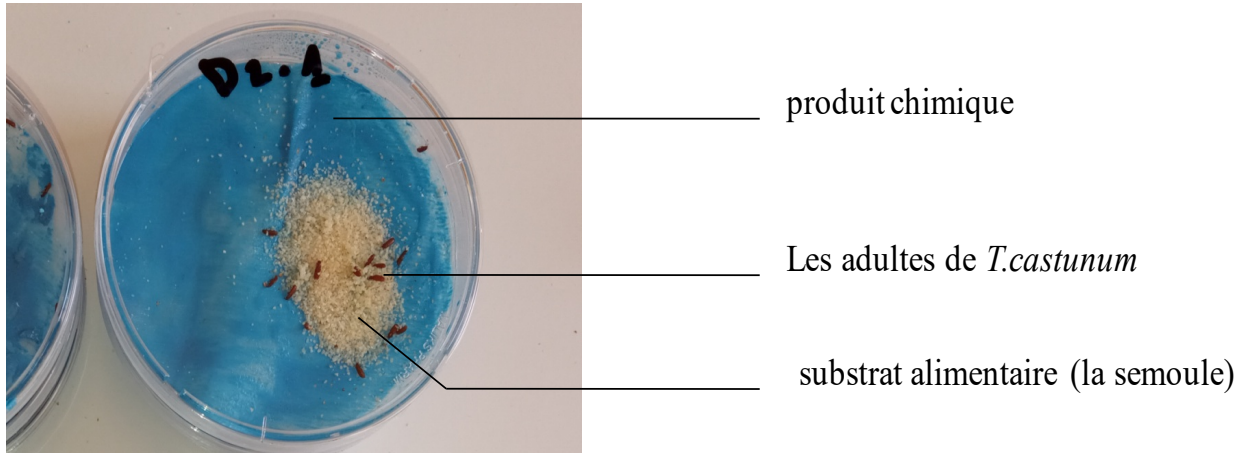 D2.1
produit chimique
Les adultes de T.castunum
substrat alimentaire (la semoule)